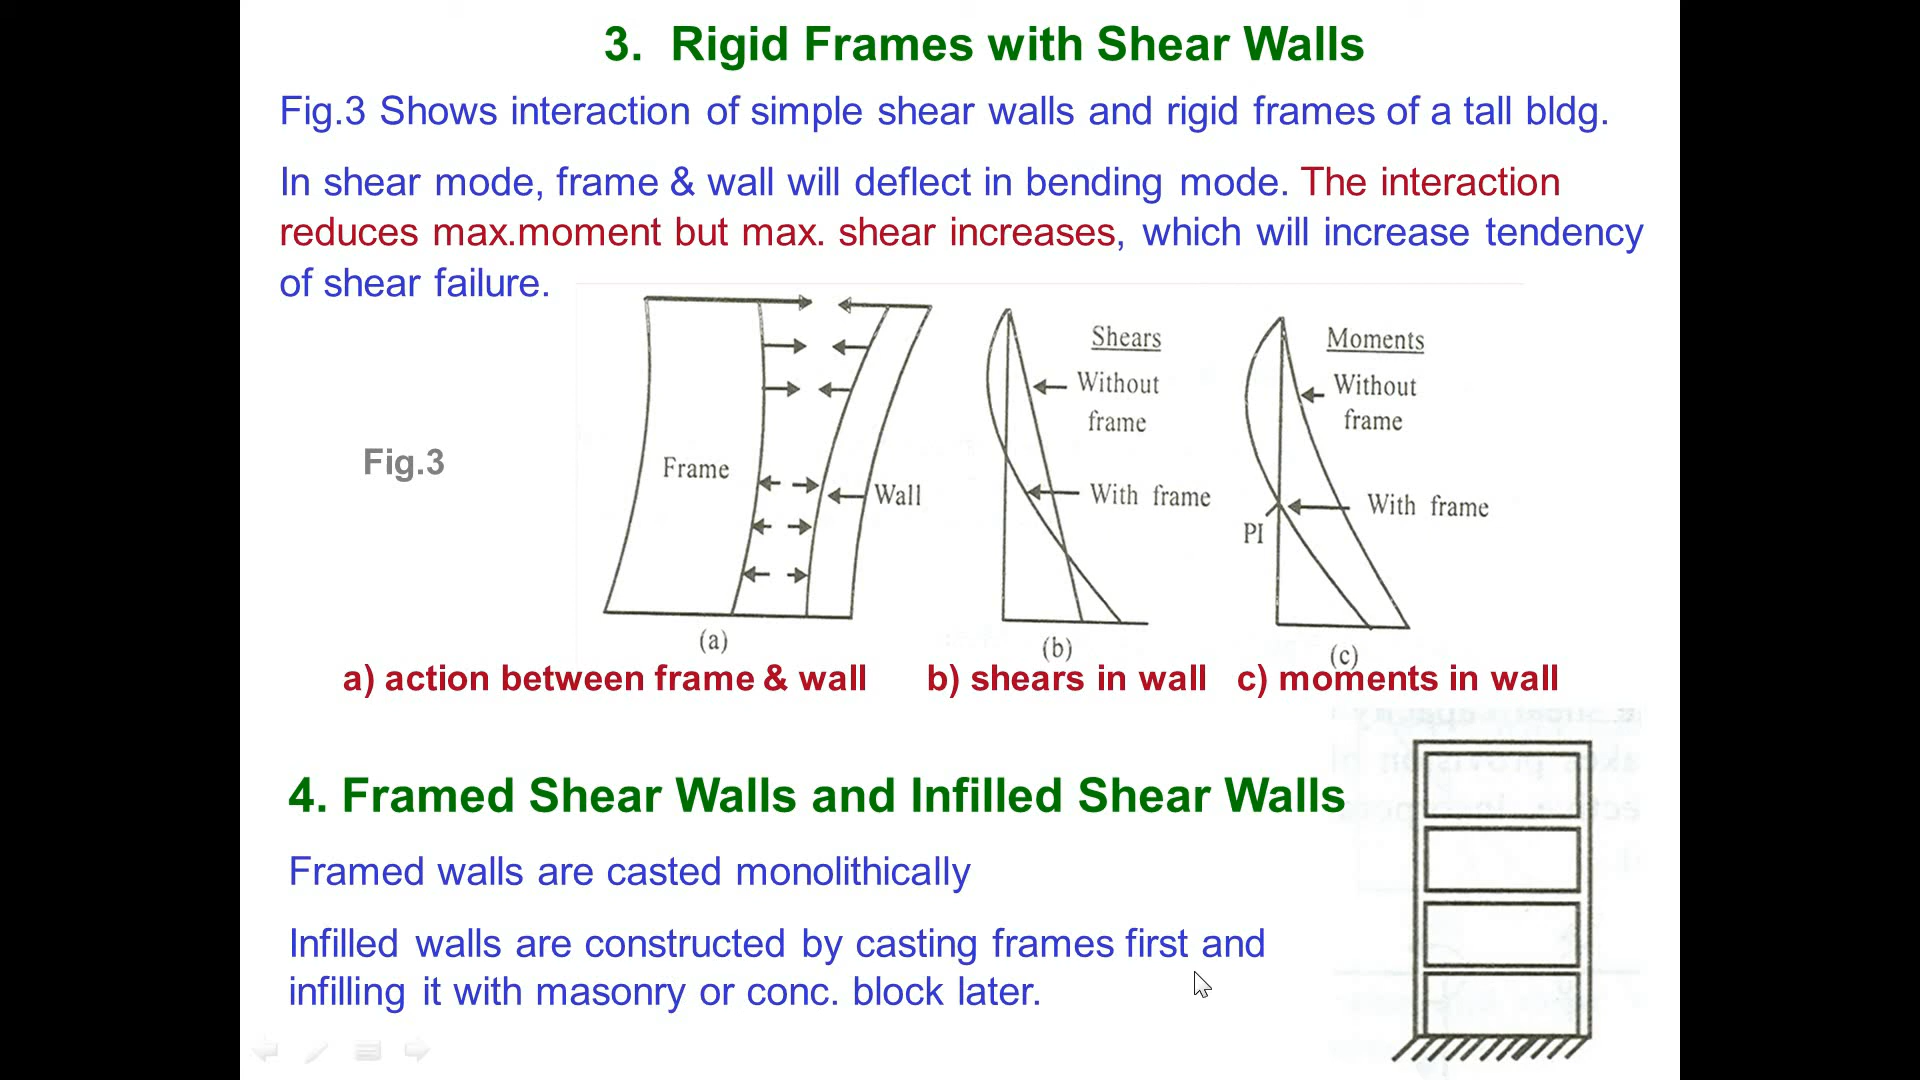 3. Rigid Frames with Shear Walls
Fig.3 Shows interaction of simple shear walls and rigid frames of a tall bldg.
In shear mode, frame & wall will deflect in bending mode. The interaction
reduces max.moment but max. shear increases, which will increase tendency
of shear failure.
Fig.3
Frame
Wall
(a)
Shears
Without
frame
With frame
(b)
Moments
Without
frame
With frame
PI
(c)
a) action between frame & wall b) shears in wall c) moments in wall
4. Framed Shear Walls and Infilled Shear Walls
Framed walls are casted monolithically
Infilled walls are constructed by casting frames first and
infilling it with masonry or conc. block later.